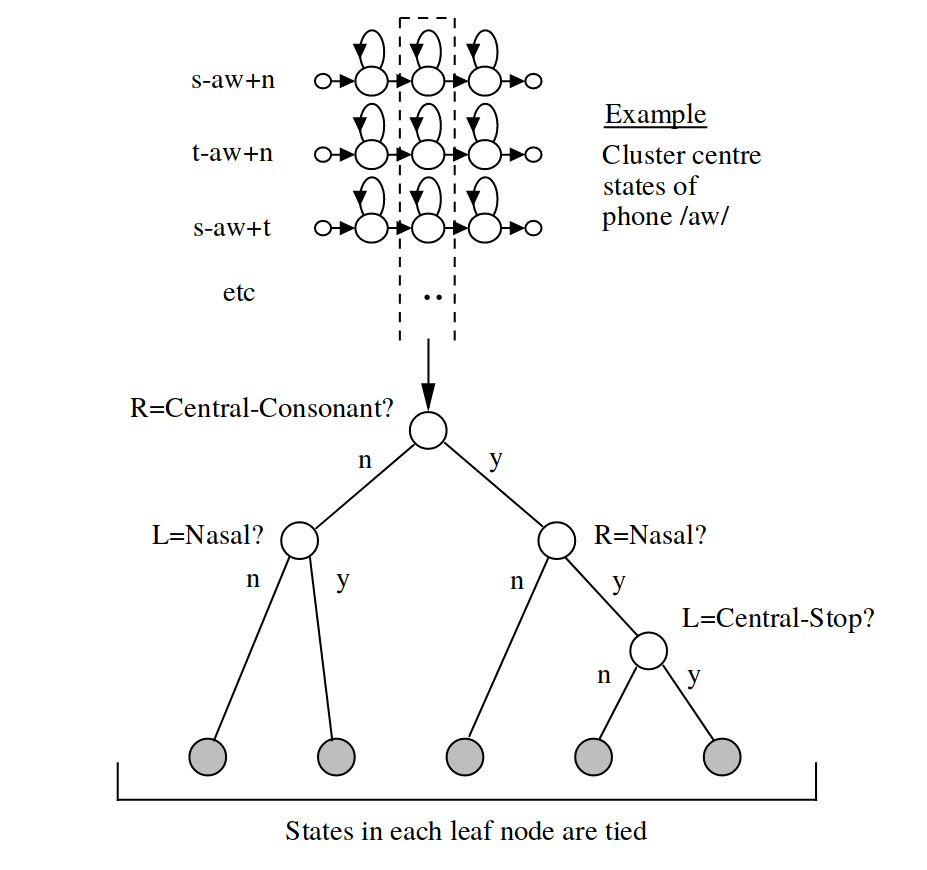 s-aw+n
t-aw+n
s-aw+t
etc
..
Example
Cluster centre
states of
phone /aw/
R=Central-Consonant?
n
y
L=Nasal?
R=Nasal?
n
y
n
y
L=Central-Stop?
n
y
States in each leaf node are tied